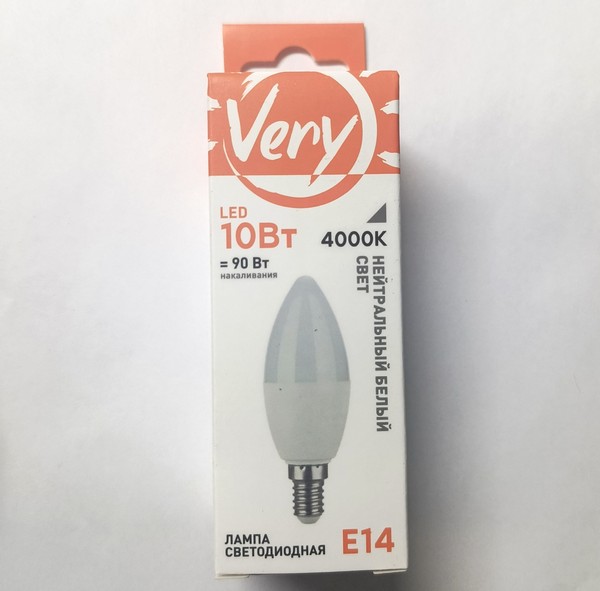 Very
LED
10Вт
= 90 Вт
накаливания
4000K
НЕЙТРАЛЬНЫЙ БЕЛЫЙ
СВЕТ
ЛАМПА
СВЕТОДИОДНАЯ
E14